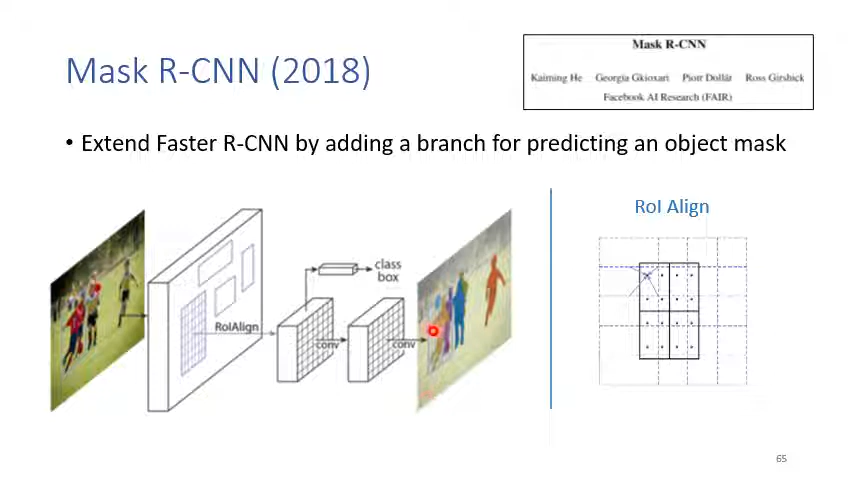 Mask R-CNN (2018)
Mask R-CNN
Kaiming He Georgia Gkioxari Piotr Dollár Ross Girshick
Facebook AI Research (FAIR)
• Extend Faster R-CNN by adding a branch for predicting an object mask
RoI Align
class
box
RoIAlign
conv
conv
65